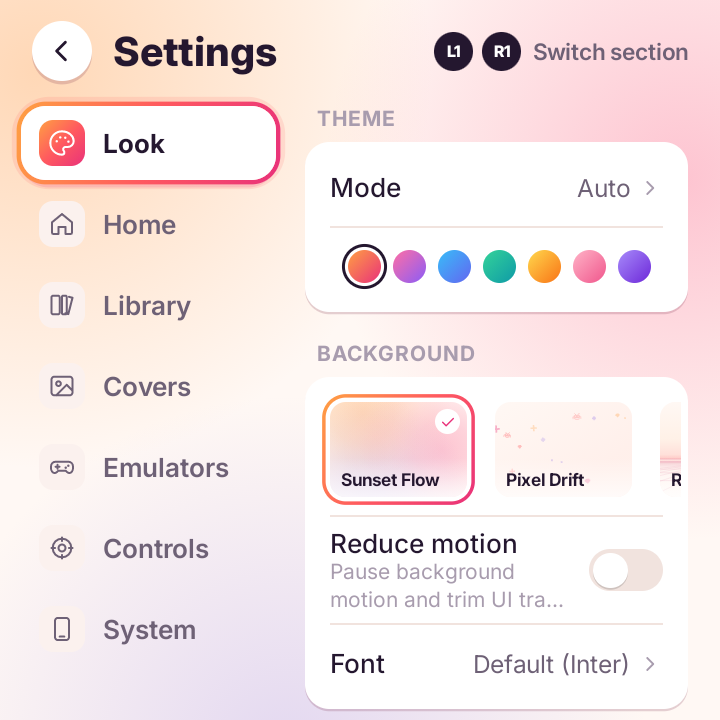 Settings
L1 R1 Switch section
Look
Home
Library
Covers
Emulators
Controls
System
THEME
Mode Auto
BACKGROUND
Sunset Flow
Pixel Drift
R
Reduce motion
Pause background
motion and trim UI tra...
Font Default (Inter)